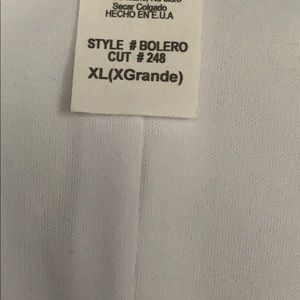 Secar Colgado
HECHO EN E.U.A
STYLE # BOLERO
CUT # 248
XL(XGrande)